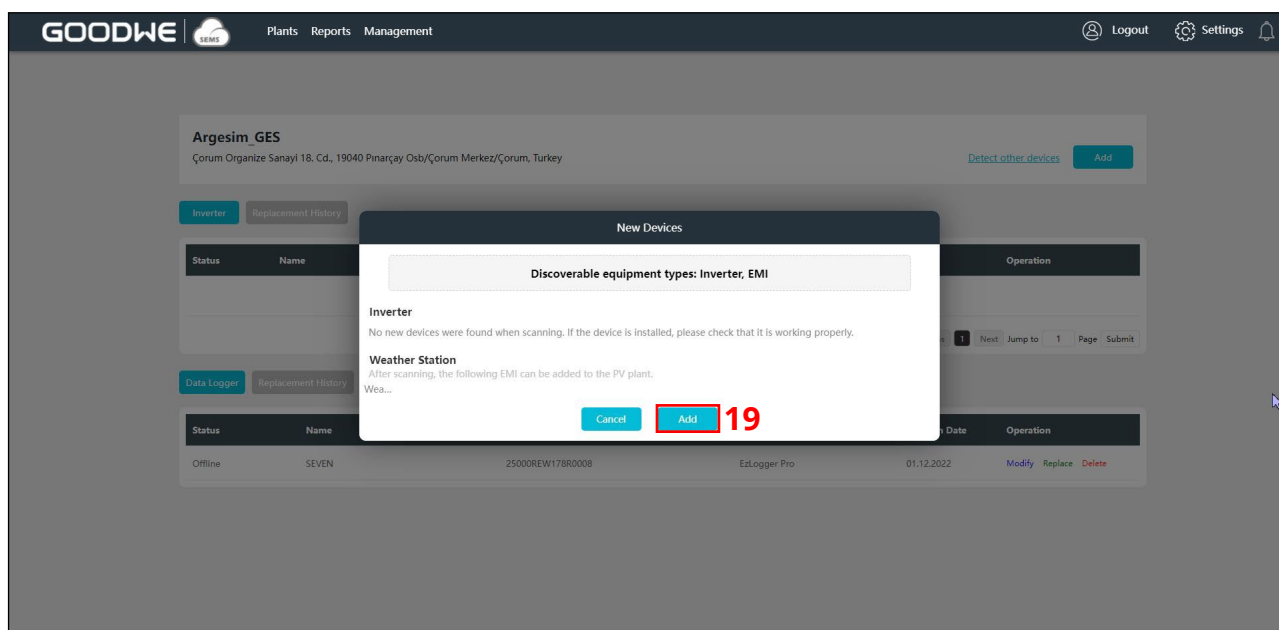 GOODWE SEMS Plants Reports Management Logout Settings
Argesim_GES
Çorum Organize Sanayi 18. Cd., 19040 Pınarçay Osb/Çorum Merkez/Çorum, Turkey Detect other devices Add
Inverter Replacement History
New Devices
Status Name Operation
Discoverable equipment types: Inverter, EMI
Inverter
No new devices were found when scanning. If the device is installed, please check that it is working properly.
1 Next Jump to 1 Page Submit
Weather Station
After scanning, the following EMI can be added to the PV plant.
Data Logger Replacement History
Wea...
Cancel Add 19
Status Name Date Operation
Offline SEVEN 25000REW178R0008 EzLogger Pro 01.12.2022 Modify Replace Delete